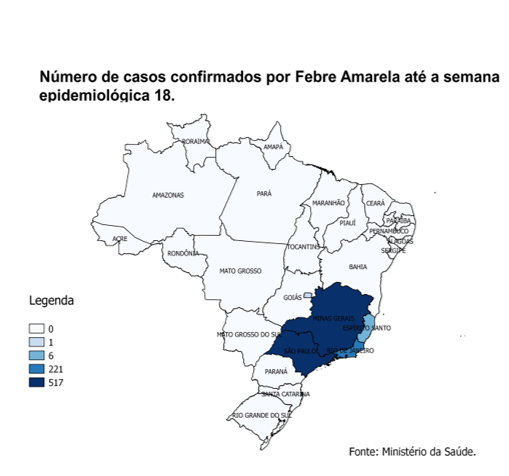 Número de casos confirmados por Febre Amarela até a semana
epidemiológica 18.
RORAIMA
AMAPÁ
AMAZONAS
PARÁ
MARANHÃO
CEARÁ
PIAUÍ
PARAÍBA
PERNAMBUCO
ALAGOAS
SERGIPE
ACRE
RONDÔNIA
TOCANTINS
MATO GROSSO
BAHIA
GOIÁS
MINAS GERAIS
ESPÍRITO SANTO
MATO GROSSO DO SUL
SÃO PAULO
RIO DE JANEIRO
PARANÁ
SANTA CATARINA
RIO GRANDE DO SUL
Legenda
0
1
6
221
517
Fonte: Ministério da Saúde.